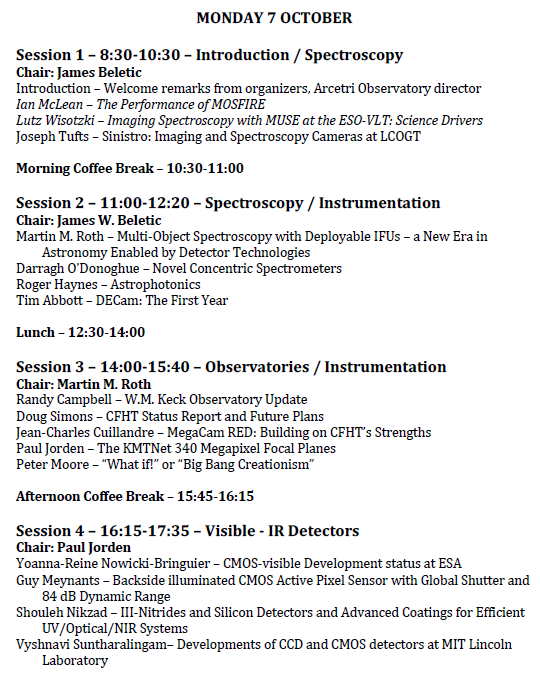 MONDAY 7 OCTOBER
Session 1 – 8:30-10:30 – Introduction / Spectroscopy
Chair: James Beletic
Introduction – Welcome remarks from organizers, Arcetri Observatory director
Ian McLean – The Performance of MOSFIRE
Lutz Wisotzki – Imaging Spectroscopy with MUSE at the ESO-VLT: Science Drivers
Joseph Tufts – Sinistro: Imaging and Spectroscopy Cameras at LCOGT
Morning Coffee Break – 10:30-11:00
Session 2 – 11:00-12:20 – Spectroscopy / Instrumentation
Chair: James W. Beletic
Martin M. Roth – Multi-Object Spectroscopy with Deployable IFUs – a New Era in
Astronomy Enabled by Detector Technologies
Darragh O'Donoghue – Novel Concentric Spectrometers
Roger Haynes – Astrophotonics
Tim Abbott – DECam: The First Year
Lunch – 12:30-14:00
Session 3 – 14:00-15:40 – Observatories / Instrumentation
Chair: Martin M. Roth
Randy Campbell – W.M. Keck Observatory Update
Doug Simons – CFHT Status Report and Future Plans
Jean-Charles Cuillandre – MegaCam RED: Building on CFHT's Strengths
Paul Jorden – The KMTNet 340 Megapixel Focal Planes
Peter Moore – “What if!” or “Big Bang Creationism”
Afternoon Coffee Break – 15:45-16:15
Session 4 – 16:15-17:35 – Visible - IR Detectors
Chair: Paul Jorden
Yoanna-Reine Nowicki-Bringuier – CMOS-visible Development status at ESA
Guy Meynants – Backside illuminated CMOS Active Pixel Sensor with Global Shutter and
84 dB Dynamic Range
Shouleh Nikzad – III-Nitrides and Silicon Detectors and Advanced Coatings for Efficient
UV/Optical/NIR Systems
Vyshnavi Suntharalingam– Developments of CCD and CMOS detectors at MIT Lincoln
Laboratory